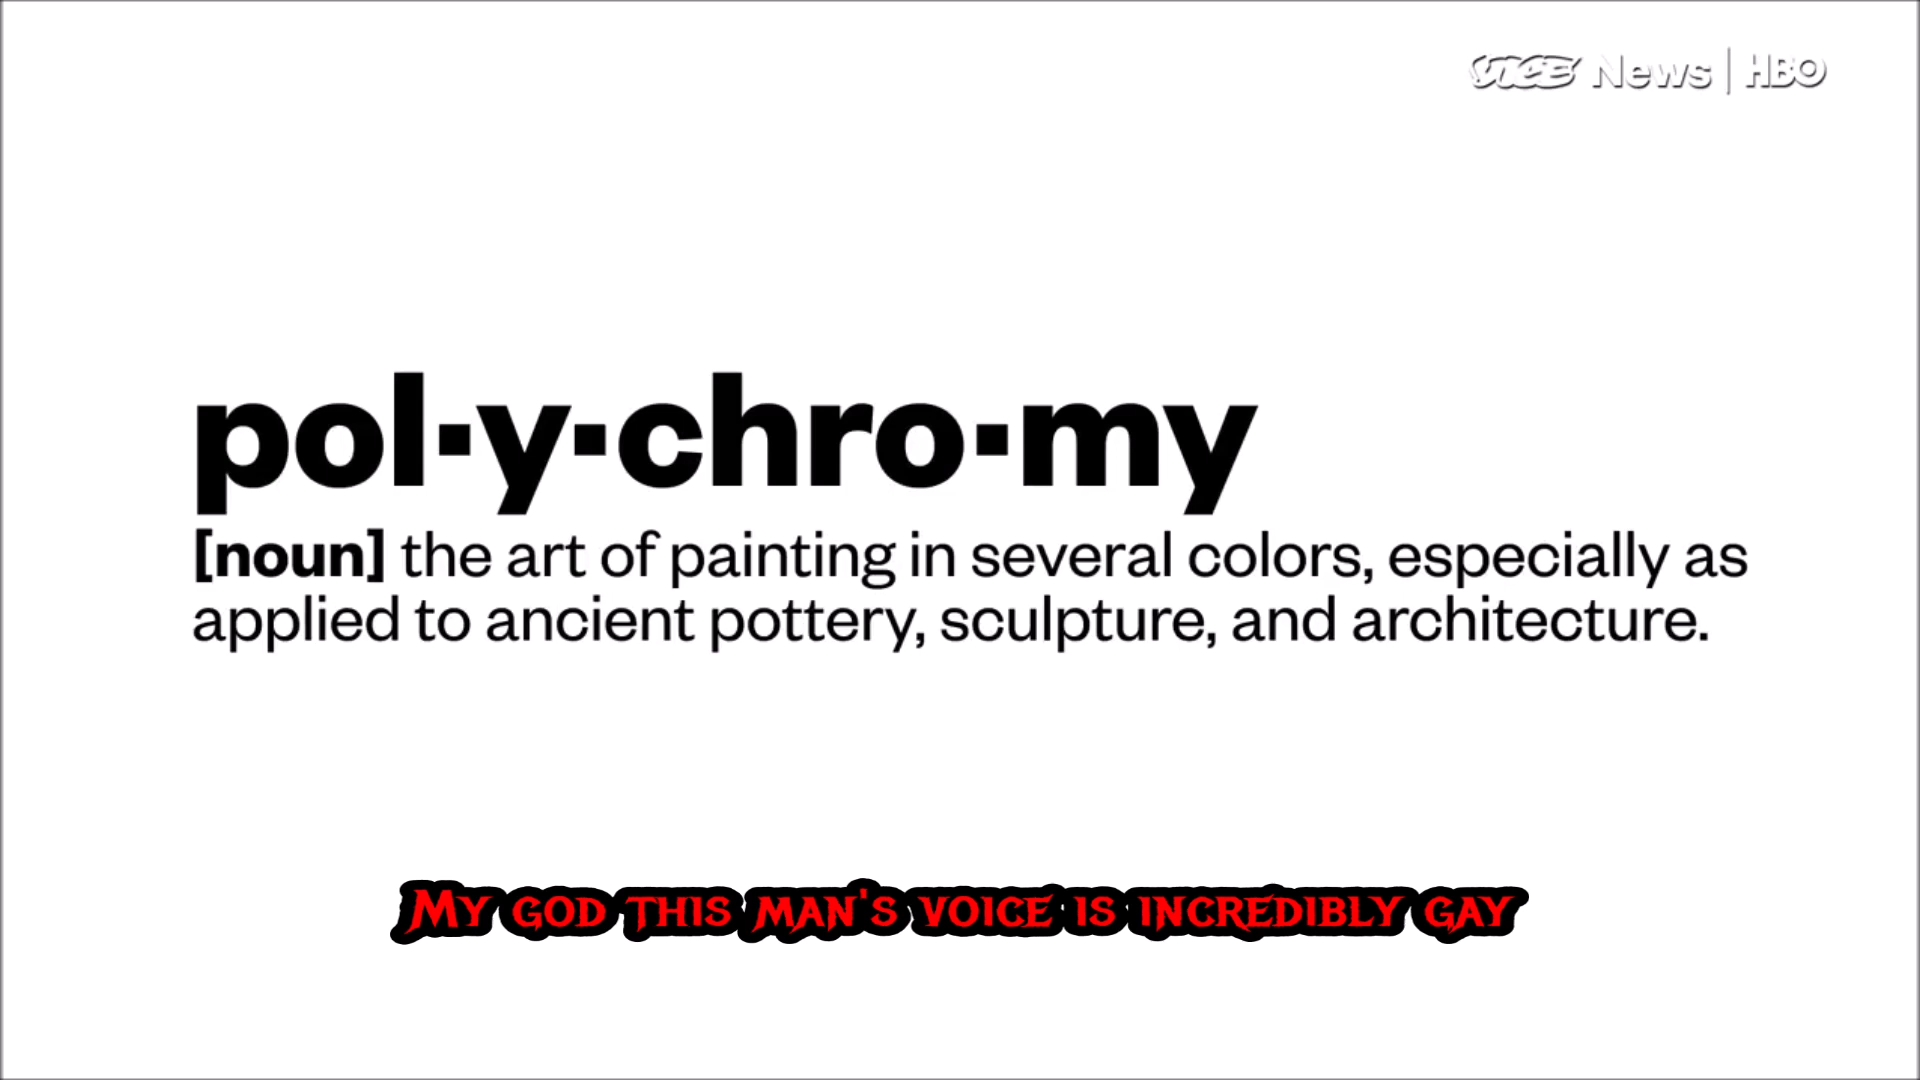 VICE News | HBO
pol·y·chro·my
[noun] the art of painting in several colors, especially as
applied to ancient pottery, sculpture, and architecture.
My god this man's voice is incredibly gay